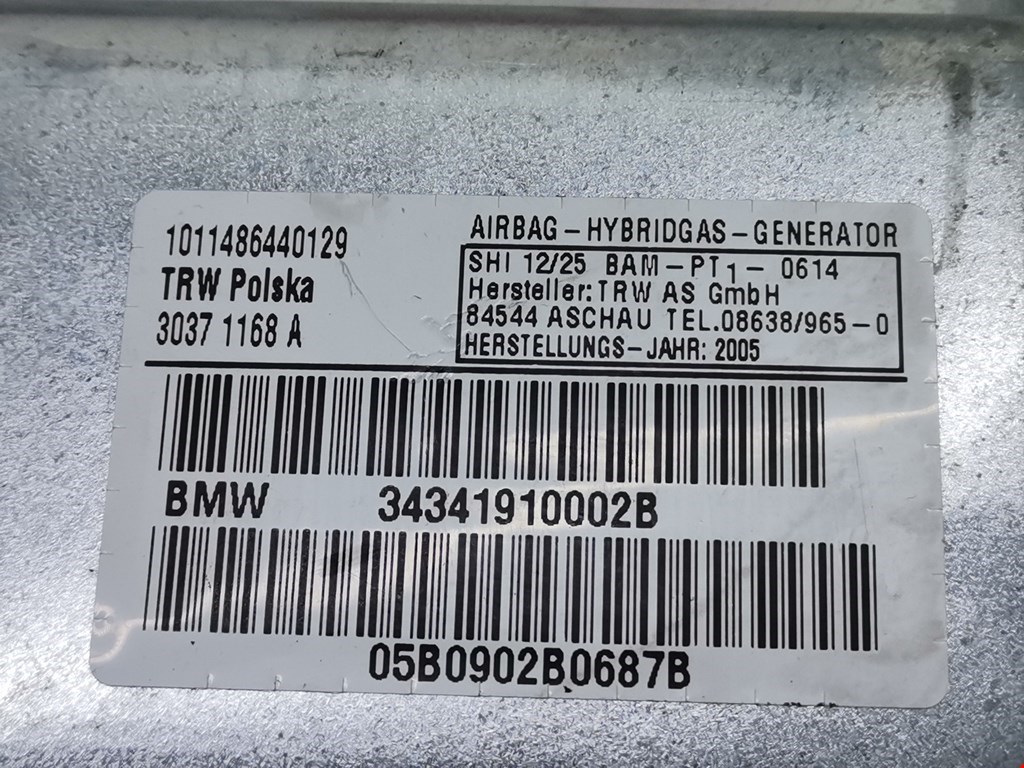 1011486440129
TRW Polska
3037 1168 A
AIRBAG-HYBRIDGAS-GENERATOR
SHI 12/25 BAM-PT1-0614
Hersteller: TRW AS GmbH
84544 ASCHAU TEL.08638/965-0
HERSTELLUNGS-JAHR: 2005
BMW 34341910002B
05B0902B0687B